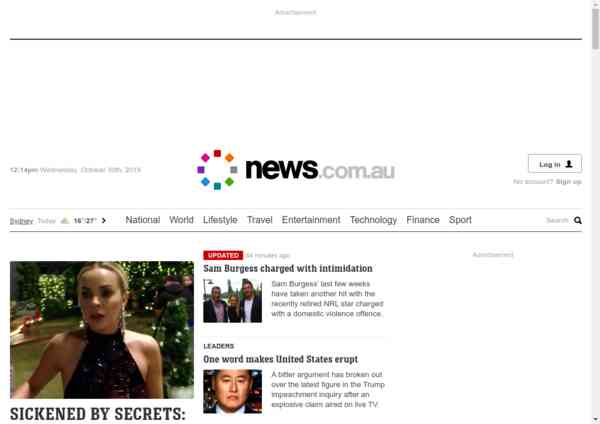 Advertisement
12:14pm Wednesday, October 30th, 2019
news.com.au
Log in
No account? Sign up
Sydney Today 16°/27°
National World Lifestyle Travel Entertainment Technology Finance Sport
Search
UPDATED 44 minutes ago
Sam Burgess charged with intimidation
Sam Burgess' last few weeks
have taken another hit with the
recently retired NRL star charged
with a domestic violence offence.
Advertisement
LEADERS
One word makes United States erupt
A bitter argument has broken out
over the latest figure in the Trump
impeachment inquiry after an
explosive claim aired on live TV.
SICKENED BY SECRETS: